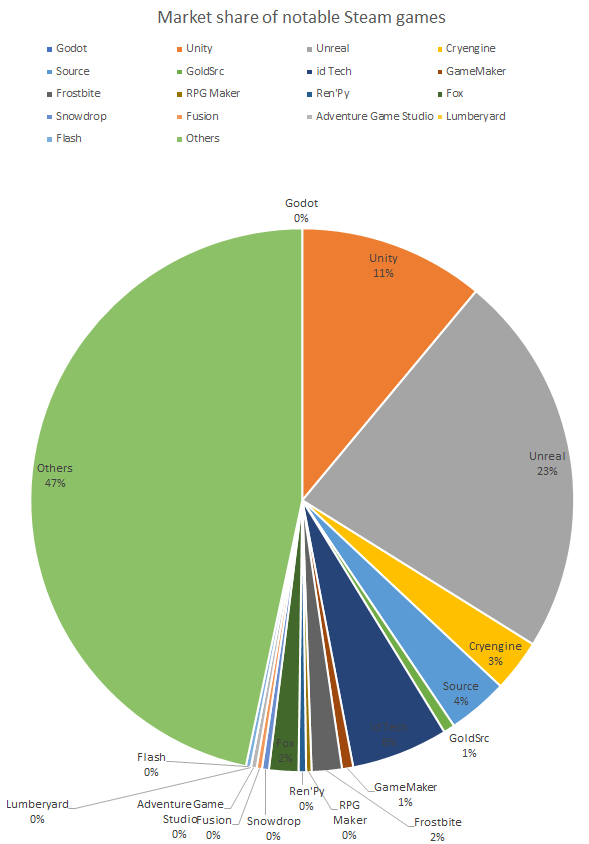 Market share of notable Steam games
Godot Unity Unreal Cryengine
Source GoldSrc id Tech GameMaker
Frostbite RPG Maker Ren'Py Fox
Snowdrop Fusion Adventure Game Studio Lumberyard
Flash Others
Godot
0%
Unity
11%
Unreal
23%
Others
47%
Cryengine
3%
Source
4%
GoldSrc
1%
Fox
2%
Flash
0%
GameMaker
1%
Ren'Py
0%
Lumberyard
0%
Adventure Game
Studio
0%
Fusion
0%
Snowdrop
0%
RPG
Maker
0%
Frostbite
2%